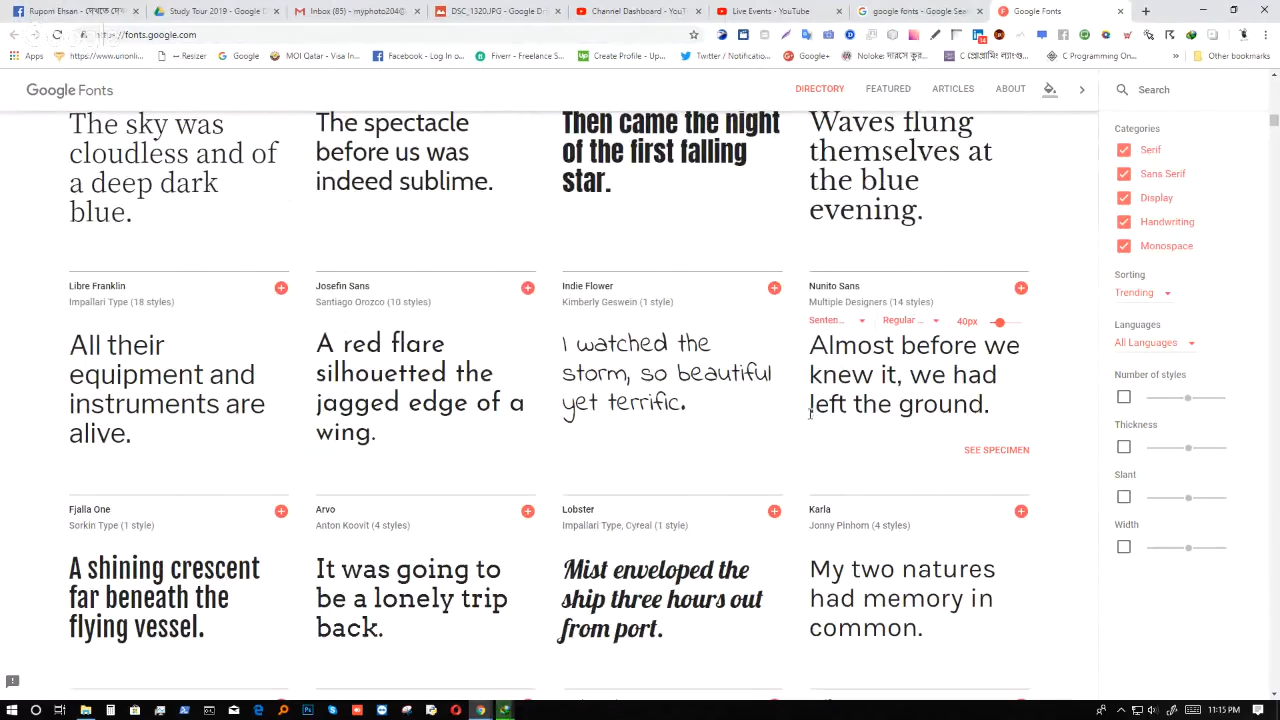 Rupom Films - জী
Study Tour 2019 - Google D
Inbox (85) - myphoto204@
DSC_1020.JPG - Google Driv
Channel Dashboard - YouT
Live Events - YouTube
Google fonts - Google Sea
Google Fonts
https://fonts.google.com
14
Apps
https://www.urionlin
↦ Resizer
Google
MOI Qatar - Visa In
Facebook - Log In o
Fiverr - Freelance S
Create Profile - Up
Twitter / Notificatio
Google+
C Programming On
»
Other bookmarks
Google Fonts
DIRECTORY
FEATURED
ARTICLES
ABOUT
Search
The sky was
cloudless and of
a deep dark
blue.
The spectacle
before us was
indeed sublime.
Then came the night
of the first falling
star.
Waves flung
themselves at
the blue
evening.
Libre Franklin
Impallari Type (18 styles)
All their
equipment and
instruments are
alive.
Josefin Sans
Santiago Orozco (10 styles)
A red flare
silhouetted the
jagged edge of a
wing.
Indie Flower
Kimberly Geswein (1 style)
I watched the
storm, so beautiful
yet terrific.
Nunito Sans
Multiple Designers (14 styles)
Senten...
Regular ...
40px
Almost before we
knew it, we had
left the ground.
SEE SPECIMEN
Fjalla One
Sorkin Type (1 style)
A shining crescent
far beneath the
flying vessel.
Arvo
Anton Koovit (4 styles)
It was going to
be a lonely trip
back.
Lobster
Impallari Type, Cyreal (1 style)
Mist enveloped the
ship three hours out
from port.
Karla
Jonny Pinhorn (4 styles)
My two natures
had memory in
common.
Categories
Serif
Sans Serif
Display
Handwriting
Monospace
Sorting
Trending
Languages
All Languages
Number of styles
Thickness
Slant
Width
11:15 PM